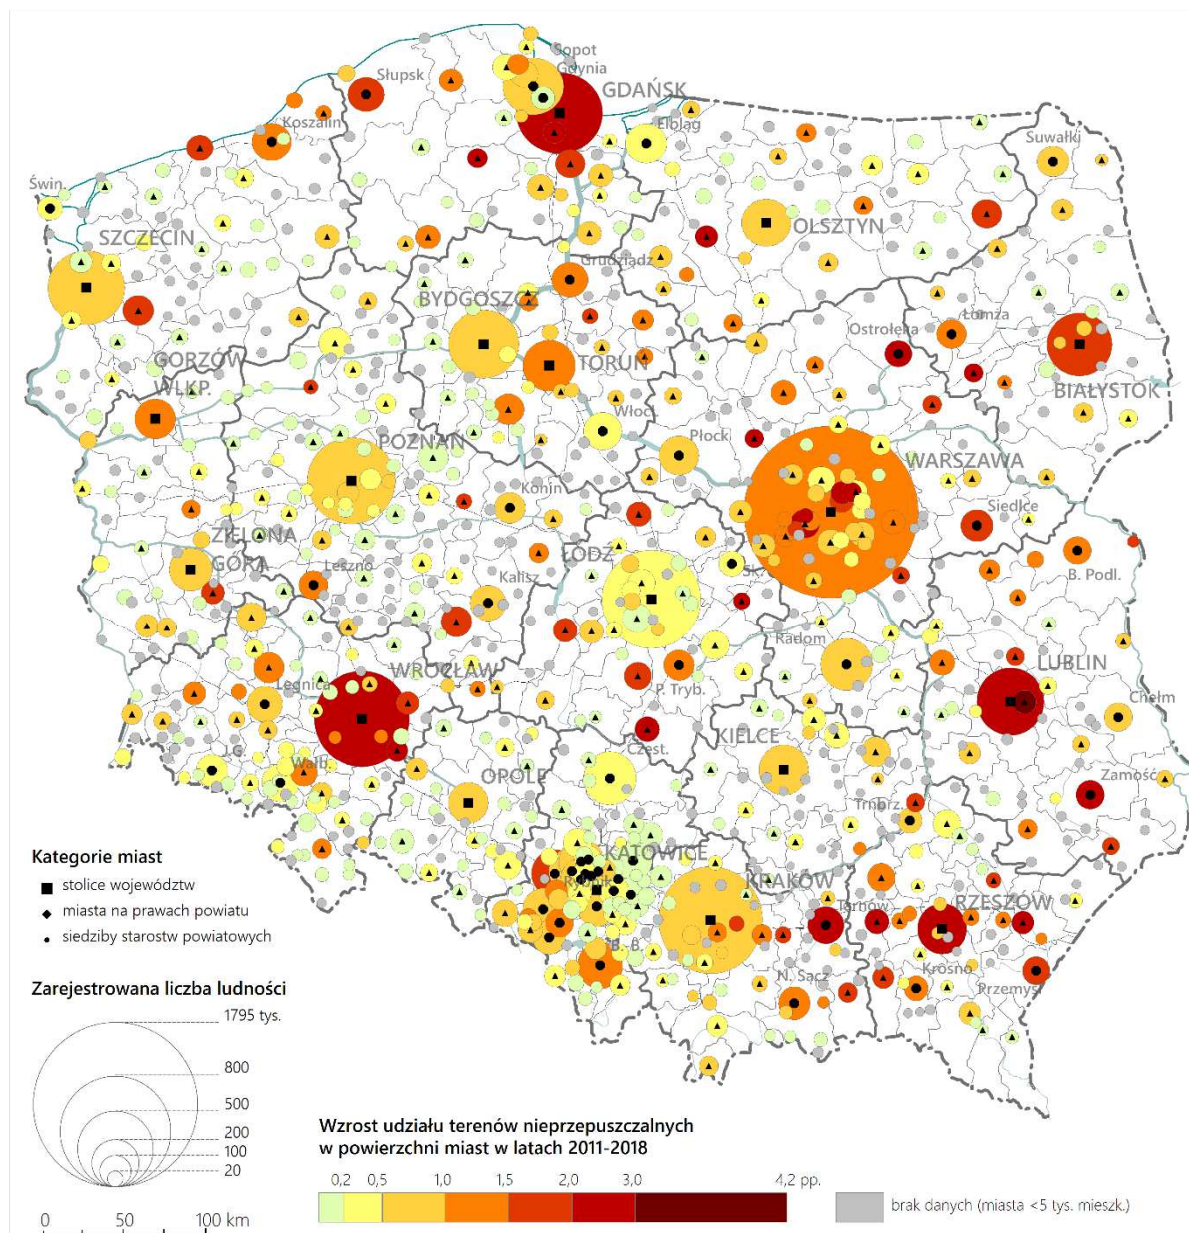 Sopot
Gdynia
Słupsk
GDAŃSK
Koszalin
Elbląg
Suwałki
Świn.
SZCZECIN
OLSZTYN
Grudziądz
BYDGOSZCZ
Ostrołęka
Łomża
GORZÓW
WLKP.
TORUŃ
BIAŁYSTOK
Włocł.
POZNAŃ
Płock
WARSZAWA
Konin
Siedlce
ZIELONA
GÓRA
ŁÓDŹ
Leszno
Kalisz
Sk.
B. Podl.
Radom
WROCŁAW
LUBLIN
Legnica
P. Tryb.
Chełm
J.G.
Wałb.
Częst.
KIELCE
OPOLE
Zamość
Trnbrz.
KATOWICE
Rybnik
KRAKÓW
Tarnów
RZESZÓW
B. B.
N. Sącz
Krosno
Przemyśl
Kategorie miast
stolice województw
miasta na prawach powiatu
siedziby starostw powiatowych
Zarejestrowana liczba ludności
1795 tys.
800
500
200
100
20
0 50 100 km
Wzrost udziału terenów nieprzepuszczalnych
w powierzchni miast w latach 2011-2018
0,2 0,5 1,0 1,5 2,0 3,0 4,2 pp.
brak danych (miasta <5 tys. mieszk.)